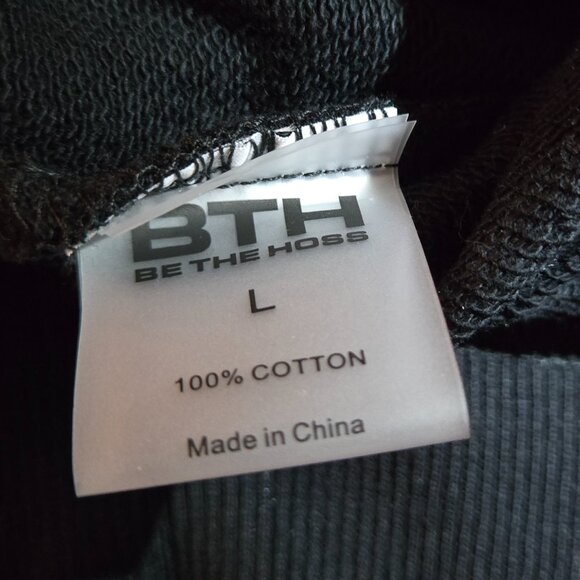 BTH
BE THE HOSS
L
100% COTTON
Made in China